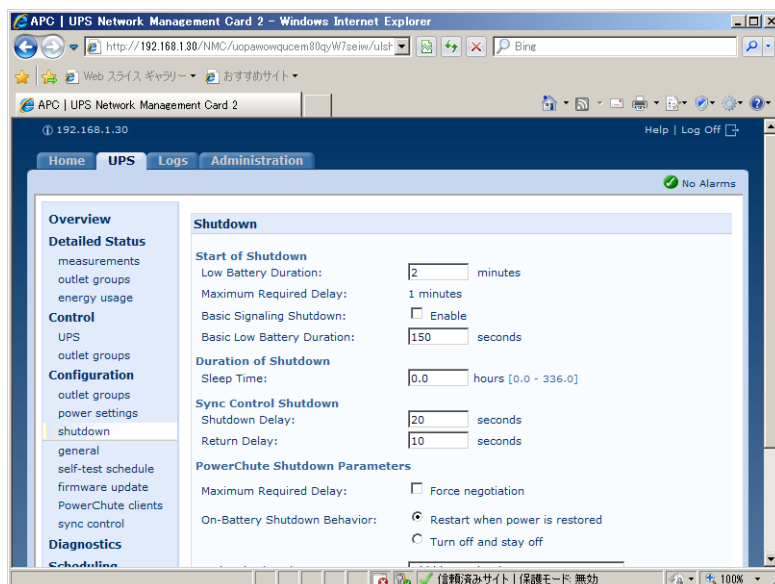 APC | UPS Network Management Card 2 - Windows Internet Explorer
http://192.168.1.30/NMC/uopawowqucem80qyW7seiw/ulsh
Bing
Web スライス ギャラリー
おすすめサイト
APC | UPS Network Management Card 2
192.168.1.30
Help | Log Off
Home UPS Logs Administration
No Alarms
Overview
Detailed Status
measurements
outlet groups
energy usage
Control
UPS
outlet groups
Configuration
outlet groups
power settings
shutdown
general
self-test schedule
firmware update
PowerChute clients
sync control
Diagnostics
Scheduling
Shutdown
Start of Shutdown
Low Battery Duration: 2 minutes
Maximum Required Delay: 1 minutes
Basic Signaling Shutdown: Enable
Basic Low Battery Duration: 150 seconds
Duration of Shutdown
Sleep Time: 0.0 hours [0.0 - 336.0]
Sync Control Shutdown
Shutdown Delay: 20 seconds
Return Delay: 10 seconds
PowerChute Shutdown Parameters
Maximum Required Delay: Force negotiation
On-Battery Shutdown Behavior: Restart when power is restored
Turn off and stay off
信頼済みサイト | 保護モード: 無効
100%